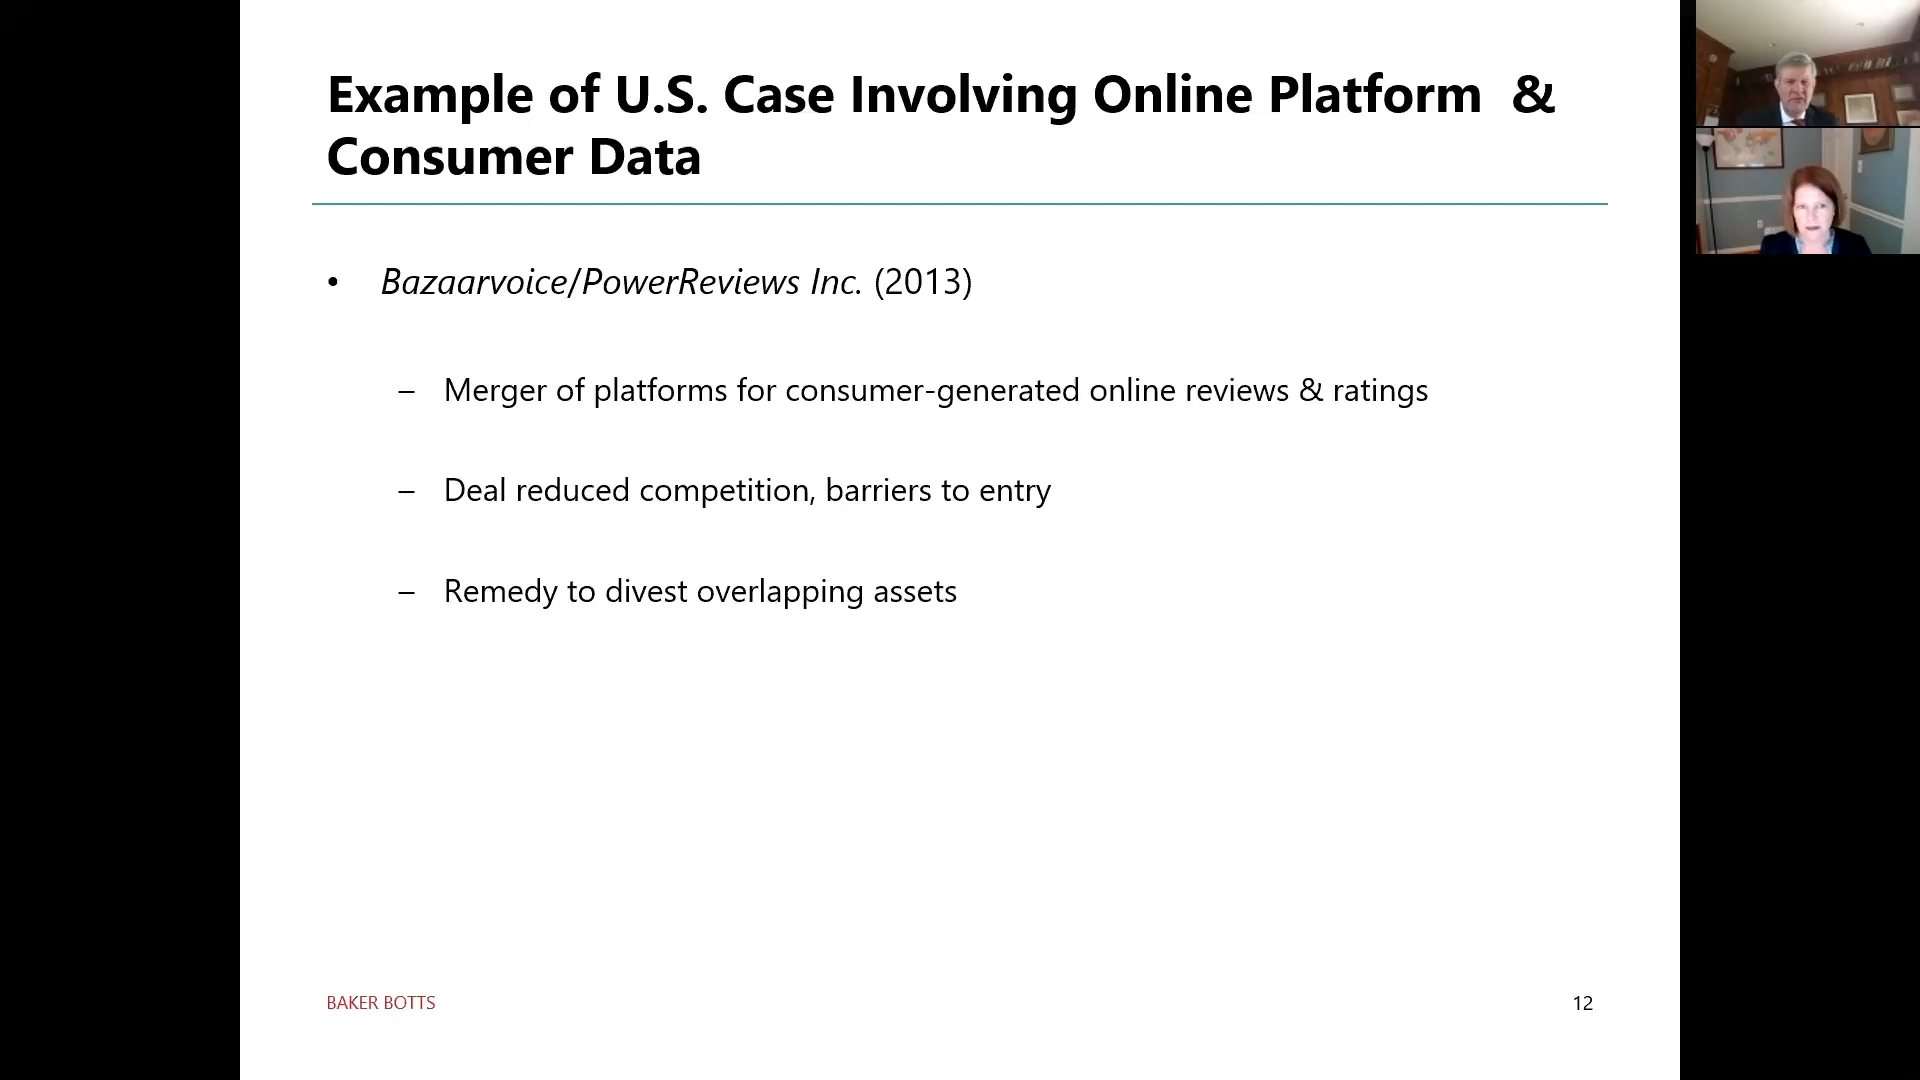 Example of U.S. Case Involving Online Platform  &
Consumer Data
• Bazaarvoice/PowerReviews Inc. (2013)
– Merger of platforms for consumer-generated online reviews & ratings
– Deal reduced competition, barriers to entry
– Remedy to divest overlapping assets
BAKER BOTTS
12